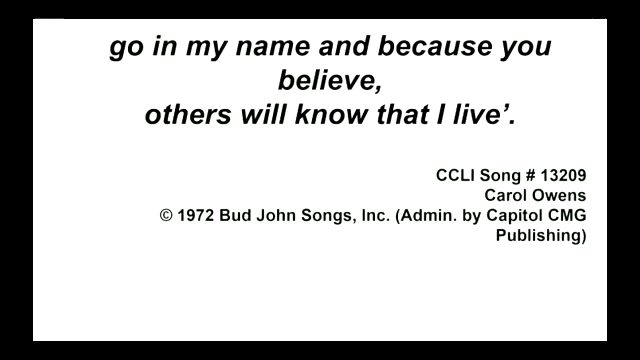 go in my name and because you
believe,
others will know that I live’.
CCLI Song # 13209
Carol Owens
© 1972 Bud John Songs, Inc. (Admin. by Capitol CMG
Publishing)